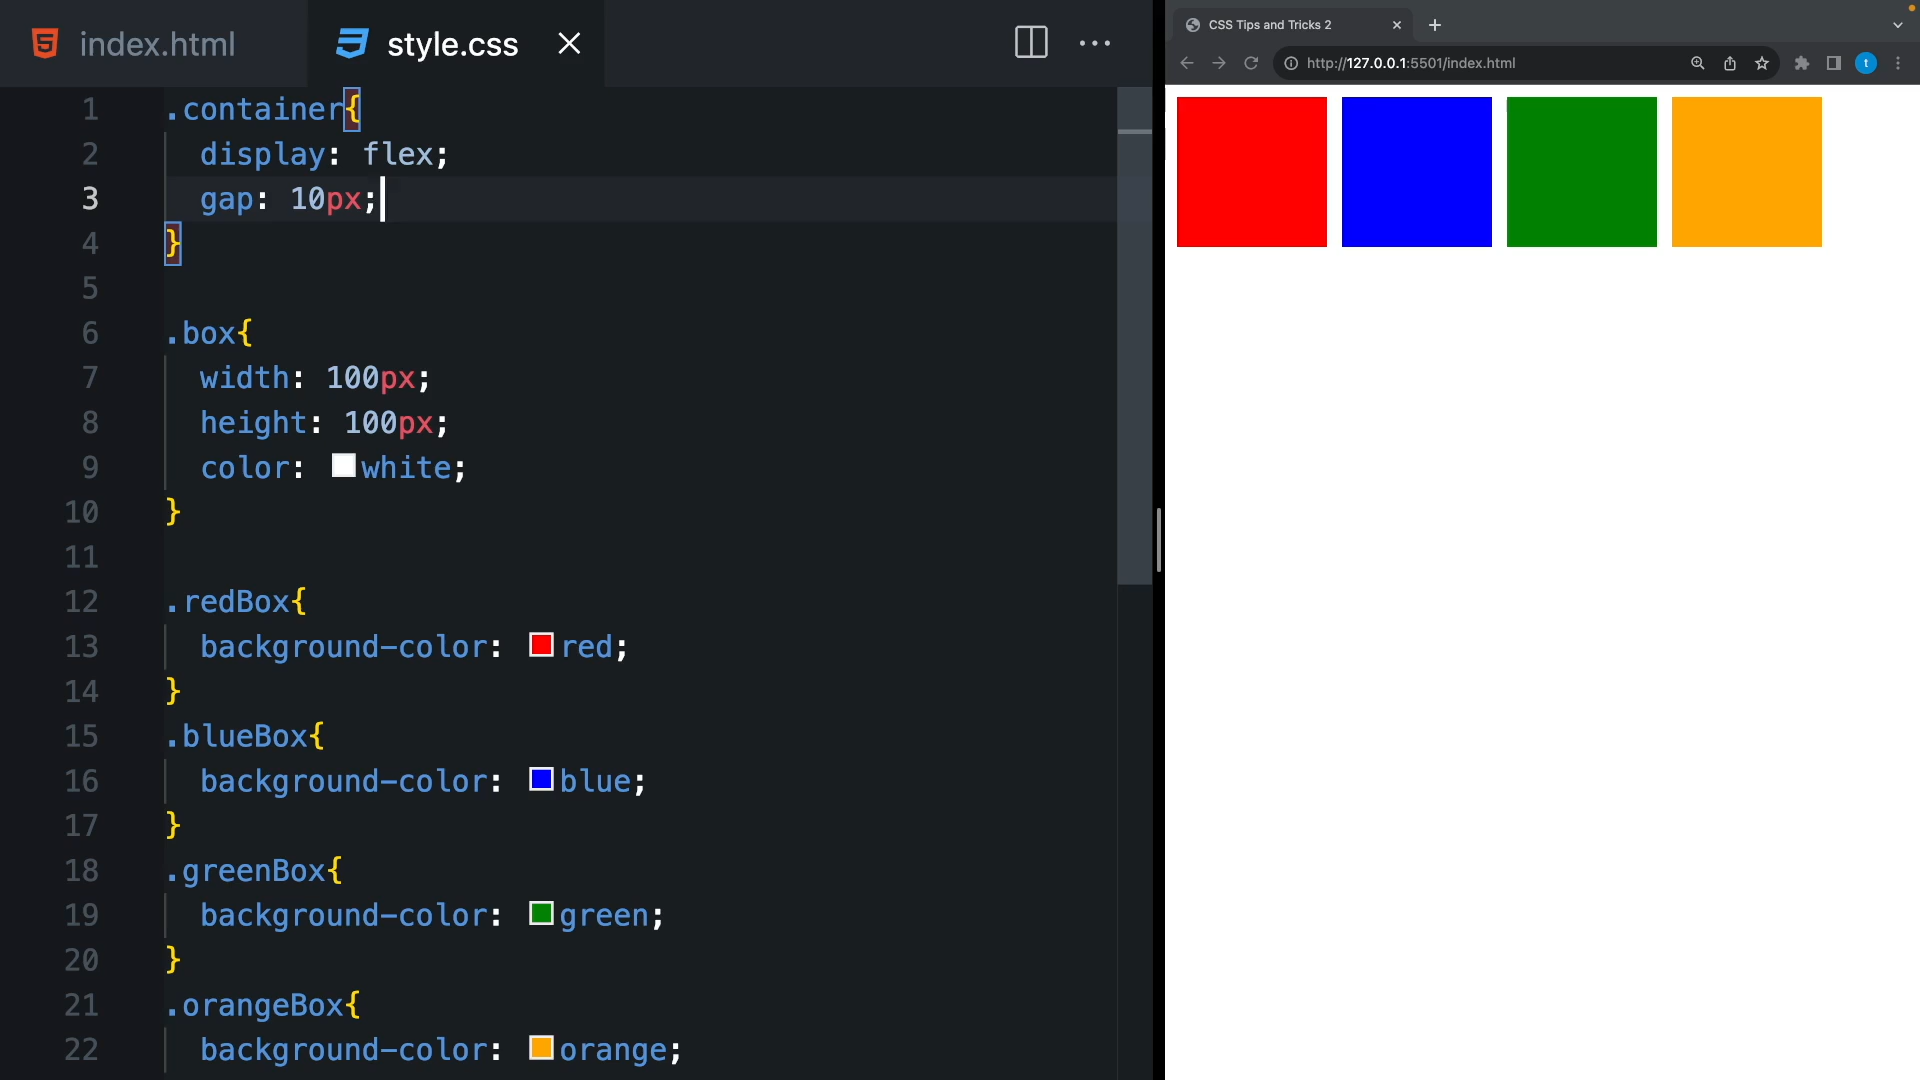 index.html
style.css
1 .container{
2 display: flex;
3 gap: 10px;
4 }
5
6 .box{
7 width: 100px;
8 height: 100px;
9 color: white;
10 }
11
12 .redBox{
13 background-color: red;
14 }
15 .blueBox{
16 background-color: blue;
17 }
18 .greenBox{
19 background-color: green;
20 }
21 .orangeBox{
22 background-color: orange;
CSS Tips and Tricks 2
http://127.0.0.1:5501/index.html
t